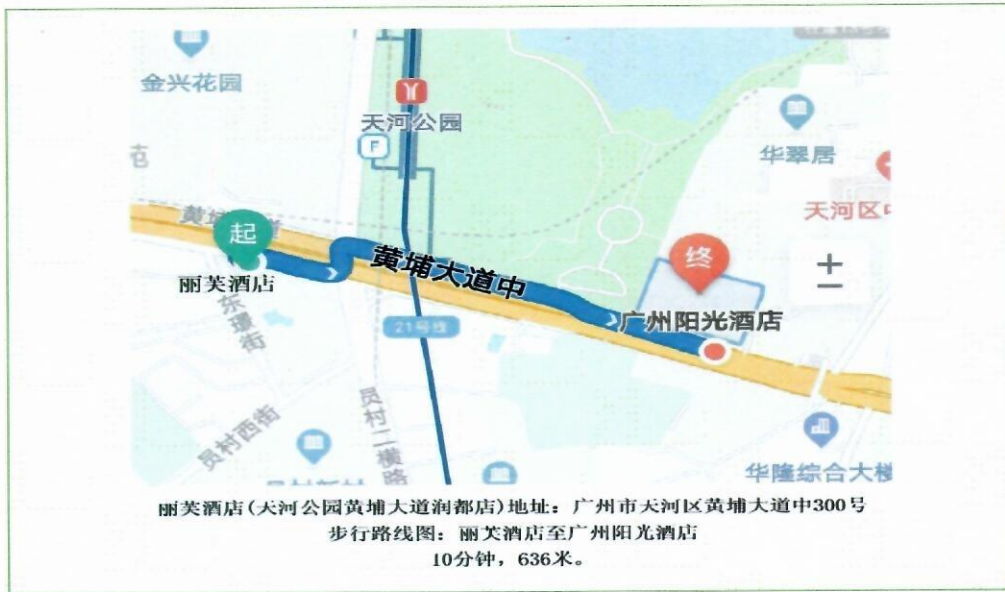 金兴花园
天河公园
F
华翠居
天河区中
起
终
黄埔大道中
丽芙酒店
广州阳光酒店
东璟街
21号线
员村西街
员村二横路
华隆综合大楼
丽芙酒店(天河公园黄埔大道润都店)地址：广州市天河区黄埔大道中300号
步行路线图：丽芙酒店至广州阳光酒店
10分钟，636米。